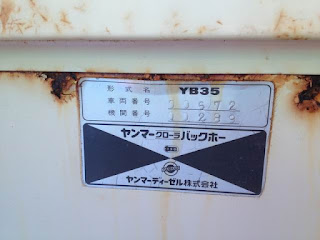 形式名 YB35
車両番号 10572
機関番号
ヤンマークローラバックホー
ヤンマーディーゼル株式会社